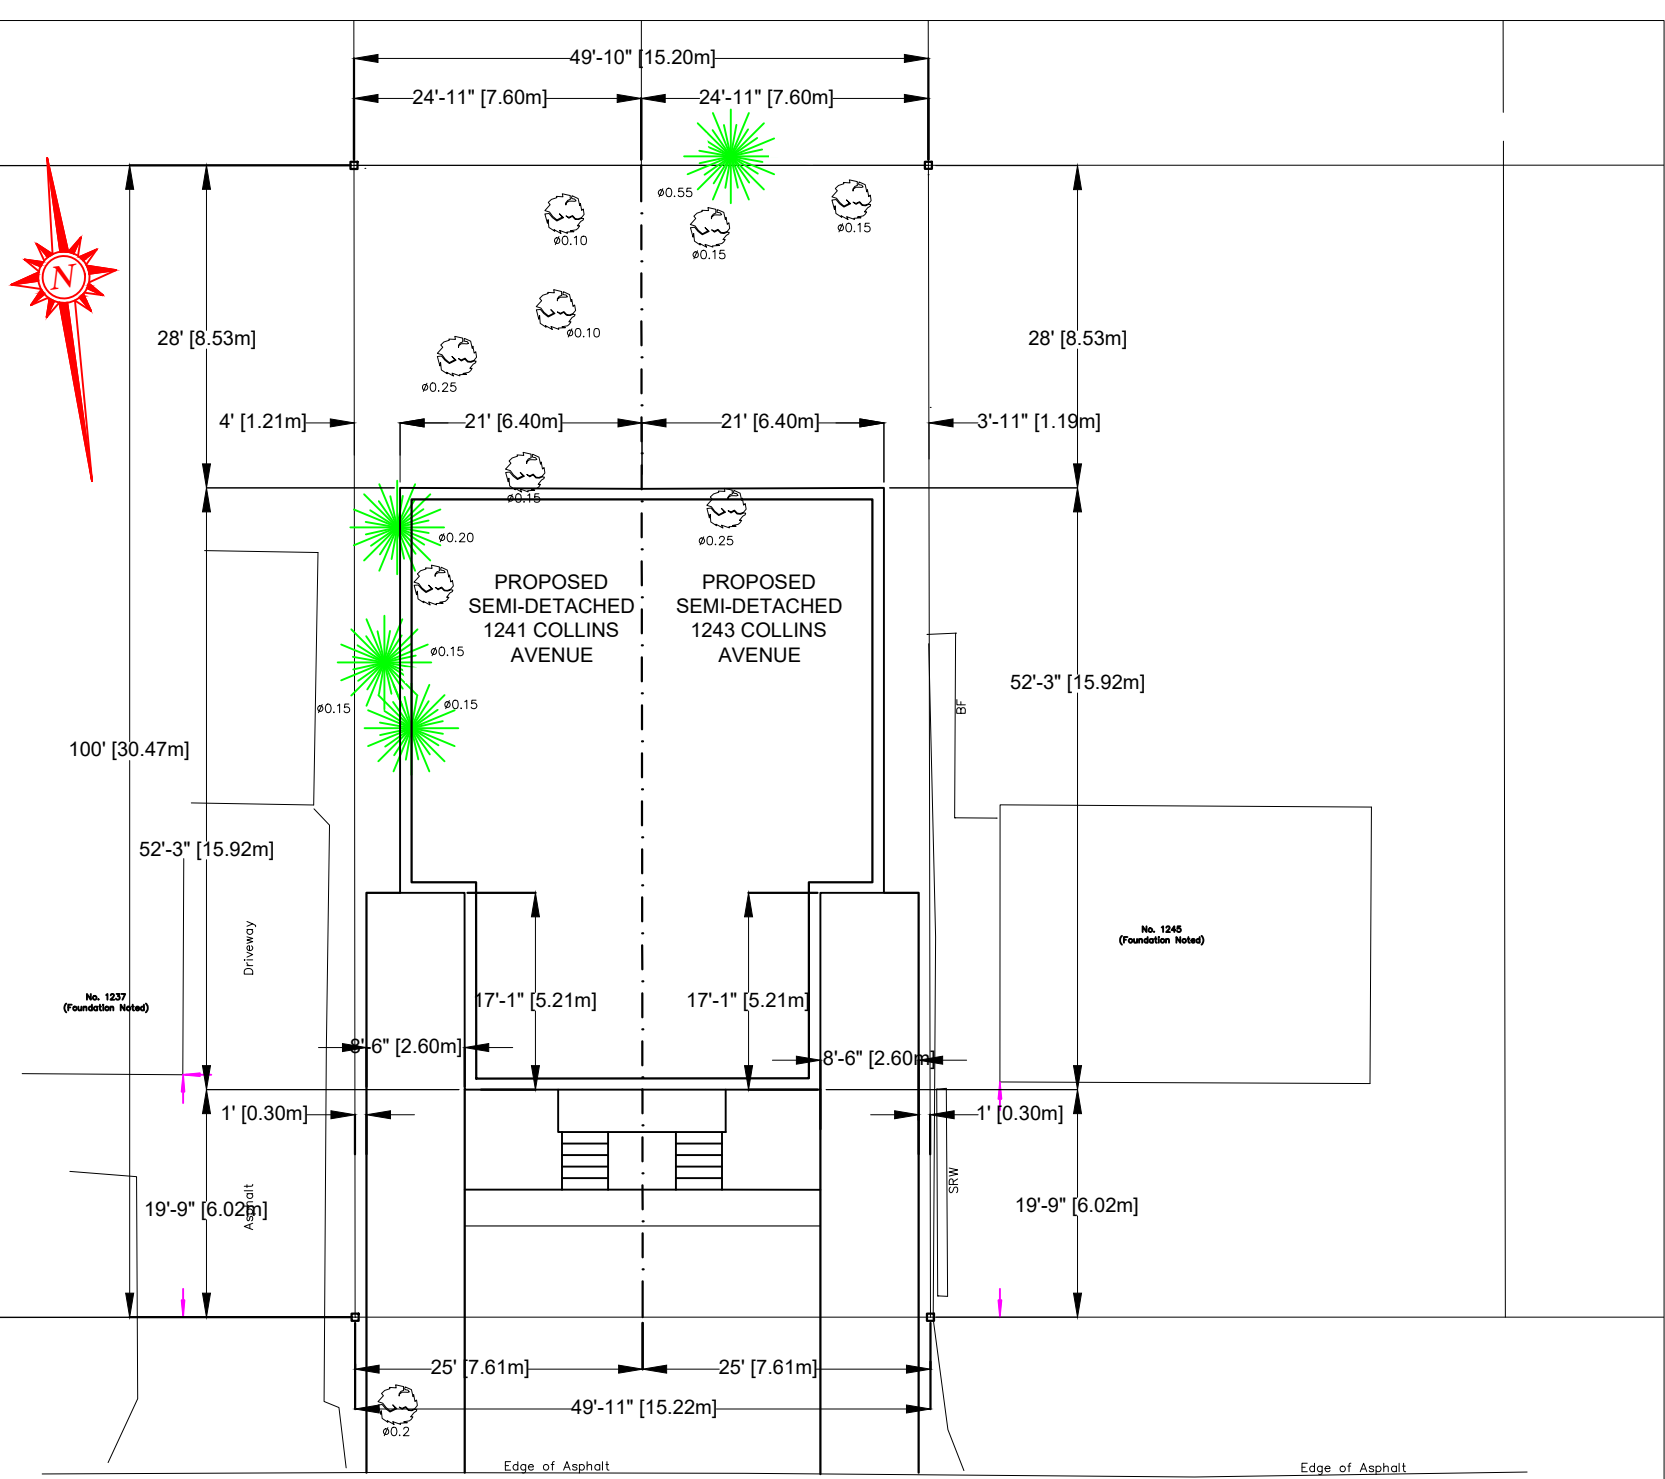 49'-10" [15.20m]
24'-11" [7.60m]
24'-11" [7.60m]
ø0.55
ø0.15
ø0.10
ø0.15
N
ø0.10
28' [8.53m]
28' [8.53m]
ø0.25
4' [1.21m]
21' [6.40m]
21' [6.40m]
3'-11" [1.19m]
ø0.15
ø0.20
ø0.25
PROPOSED
SEMI-DETACHED
1241 COLLINS
AVENUE
PROPOSED
SEMI-DETACHED
1243 COLLINS
AVENUE
ø0.15
ø0.15
ø0.15
52'-3" [15.92m]
BF
100' [30.47m]
52'-3" [15.92m]
Driveway
No. 1245
(Foundation Noted)
No. 1237
(Foundation Noted)
17'-1" [5.21m]
17'-1" [5.21m]
8'-6" [2.60m]
8'-6" [2.60m]
1' [0.30m]
1' [0.30m]
SRW
19'-9" [6.02m]
Asphalt
19'-9" [6.02m]
25' [7.61m]
25' [7.61m]
49'-11" [15.22m]
ø0.2
Edge of Asphalt
Edge of Asphalt